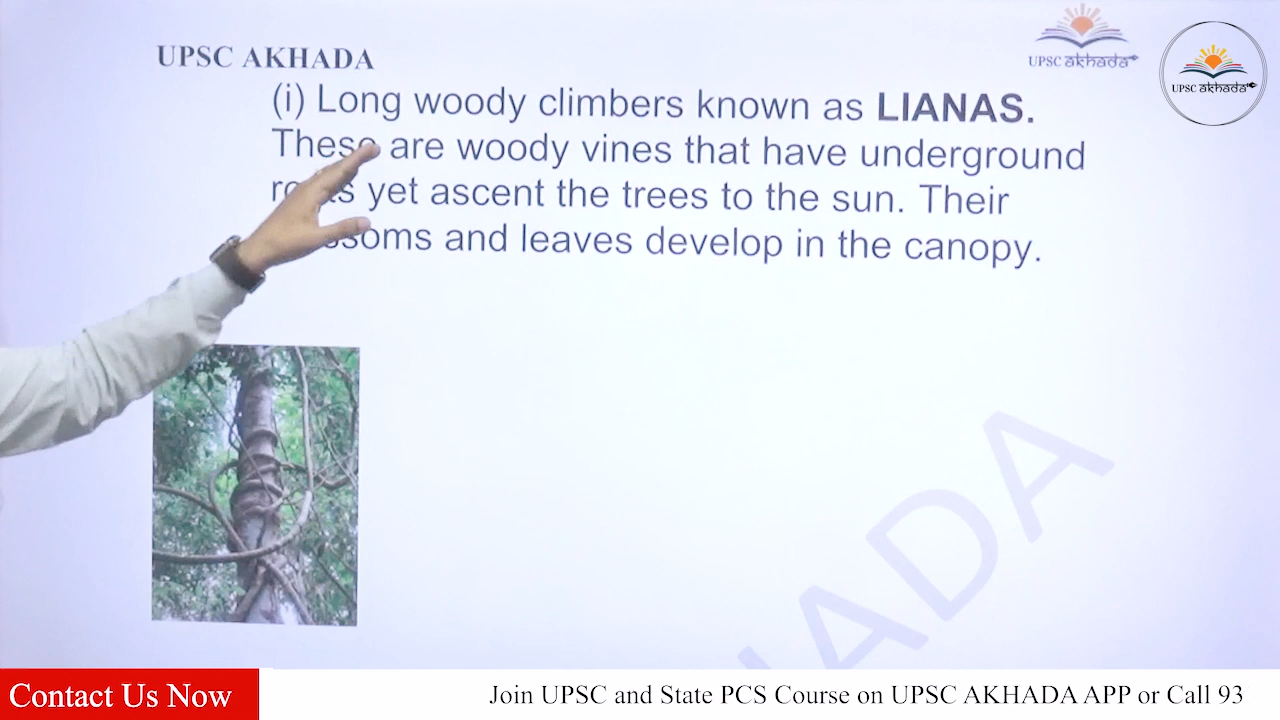 UPSC AKHADA
UPSC akhada
UPSC akhada
(i) Long woody climbers known as LIANAS.
These are woody vines that have underground
yet ascent the trees to the sun. Their
and leaves develop in the canopy.
HADA
Contact Us Now
Join UPSC and State PCS Course on UPSC AKHADA APP or Call 93